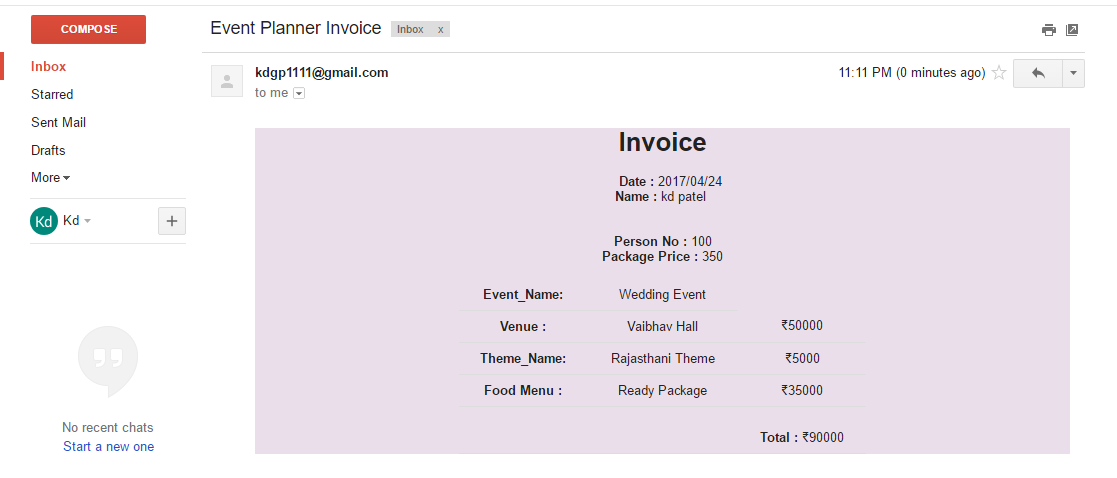 COMPOSE
Inbox
Starred
Sent Mail
Drafts
More
Kd Kd +
No recent chats
Start a new one
Event Planner Invoice Inbox x
kdgp1111@gmail.com 11:11 PM (0 minutes ago)
to me
Invoice
Date : 2017/04/24
Name : kd patel
Person No : 100
Package Price : 350
Event_Name: Wedding Event
Venue : Vaibhav Hall ₹50000
Theme_Name: Rajasthani Theme ₹5000
Food Menu : Ready Package ₹35000
Total : ₹90000